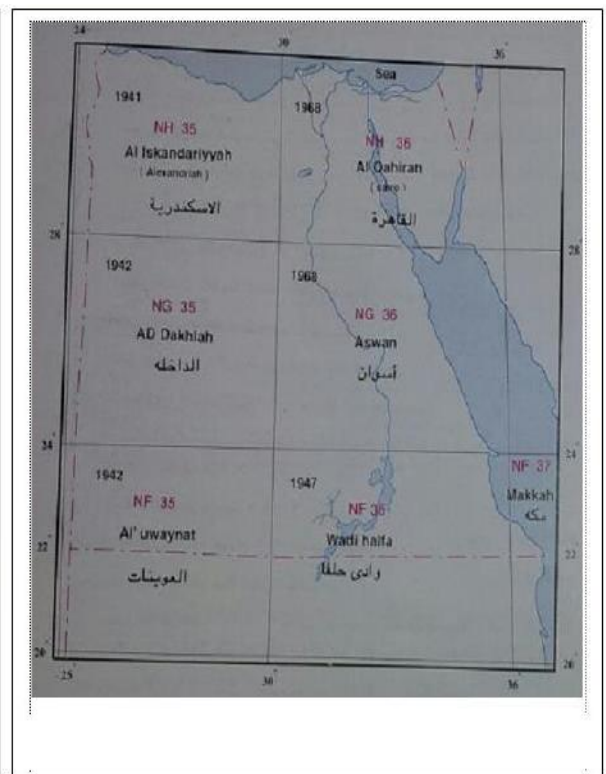 24° 30 36°
Sea
1941
NH 35
Al Iskandariyyah
( Alexandriah )
الاسكندرية
1968
NH 36
Al Qahirah
( Cairo )
القاهرة
28° 28°
1942
NG 35
AD Dakhlah
الداخله
1968
NG 36
Aswan
أسوان
24° 24°
1942
NF 35
Al' uwaynat
العوينات
1947
NF 36
Wadi halfa
وادى حلفا
NF 37
Makkah
مكه
22° 22°
20° 20°
25 30° 36°